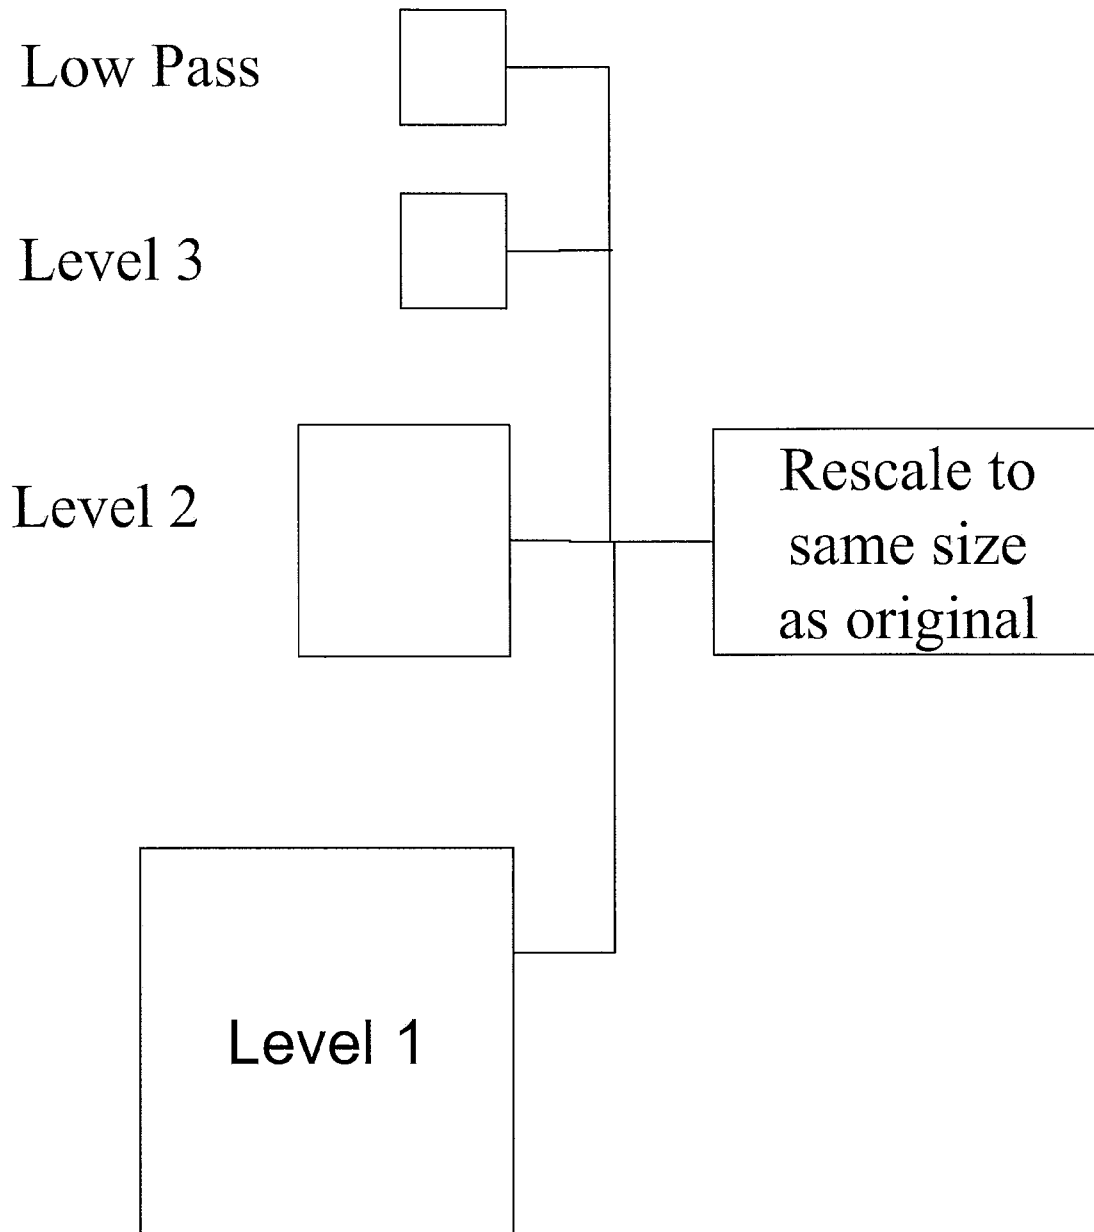 Low Pass
Level 3
Level 2
Rescale to
same size
as original
Level 1